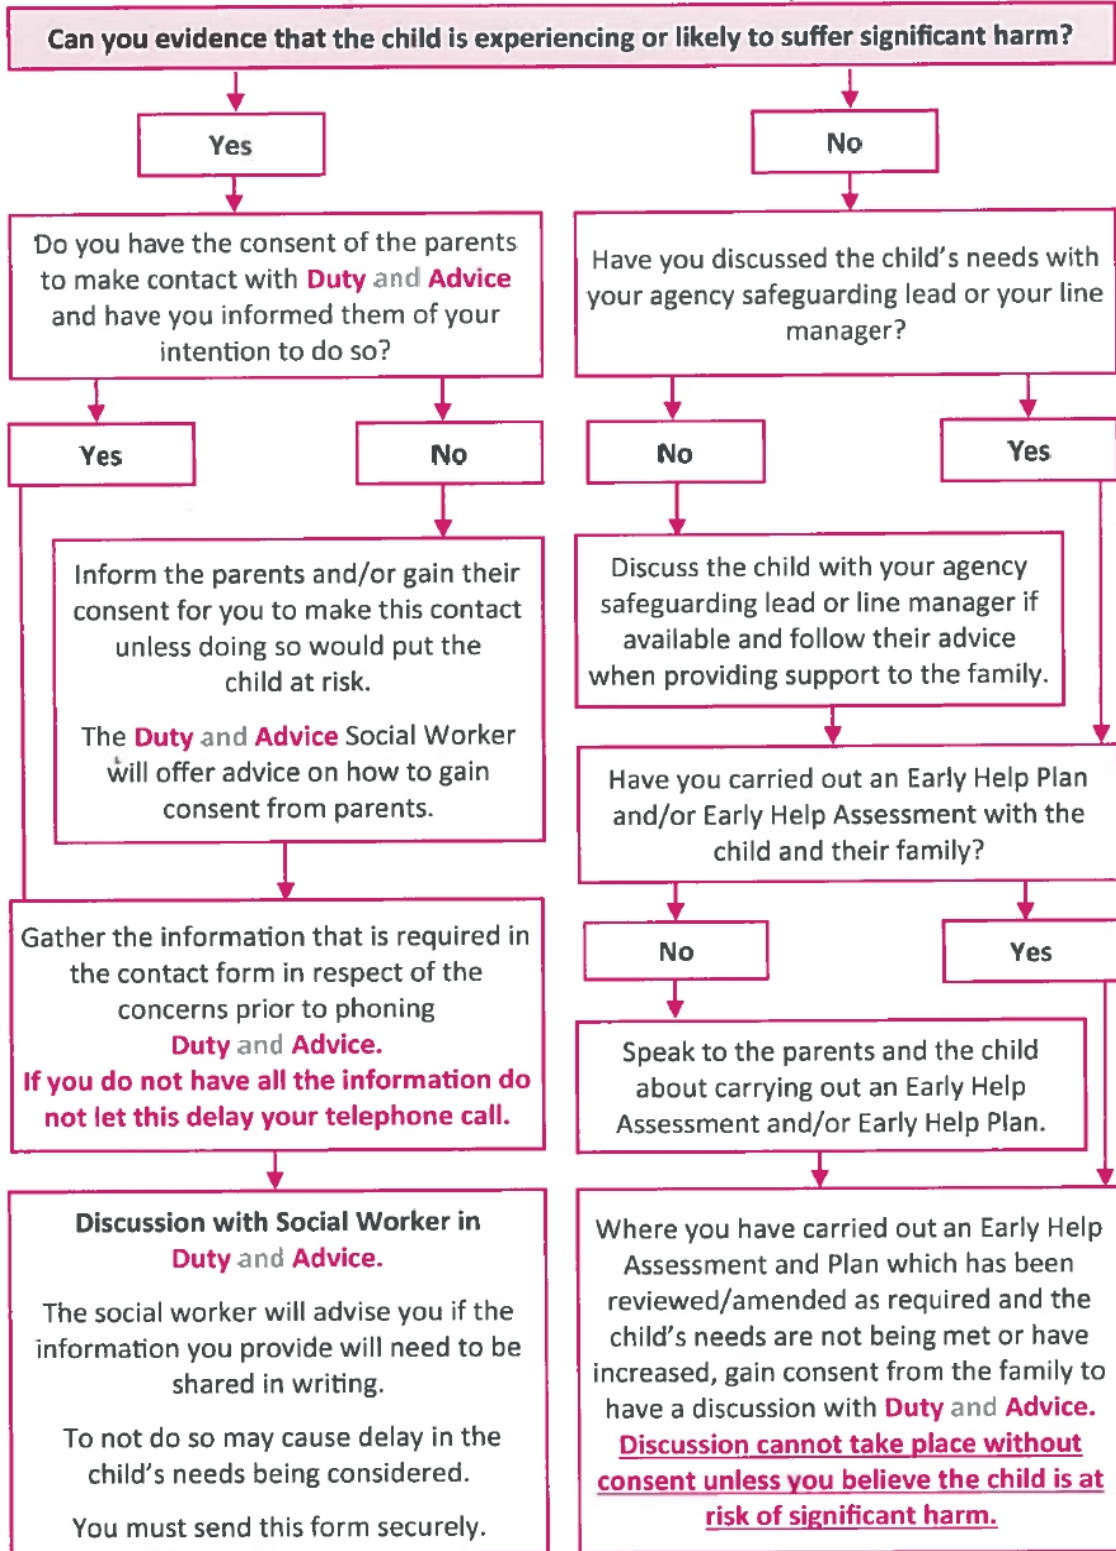 Can you evidence that the child is experiencing or likely to suffer significant harm?
Yes
Do you have the consent of the parents
to make contact with Duty and Advice
and have you informed them of your
intention to do so?
Yes
No
Inform the parents and/or gain their
consent for you to make this contact
unless doing so would put the
child at risk.
The Duty and Advice Social Worker
will offer advice on how to gain
consent from parents.
Gather the information that is required in
the contact form in respect of the
concerns prior to phoning
Duty and Advice.
If you do not have all the information do
not let this delay your telephone call.
Discussion with Social Worker in
Duty and Advice.
The social worker will advise you if the
information you provide will need to be
shared in writing.
To not do so may cause delay in the
child's needs being considered.
You must send this form securely.
No
Have you discussed the child's needs with
your agency safeguarding lead or your line
manager?
No
Yes
Discuss the child with your agency
safeguarding lead or line manager if
available and follow their advice
when providing support to the family.
Have you carried out an Early Help Plan
and/or Early Help Assessment with the
child and their family?
No
Yes
Speak to the parents and the child
about carrying out an Early Help
Assessment and/or Early Help Plan.
Where you have carried out an Early Help
Assessment and Plan which has been
reviewed/amended as required and the
child's needs are not being met or have
increased, gain consent from the family to
have a discussion with Duty and Advice.
Discussion cannot take place without
consent unless you believe the child is at
risk of significant harm.